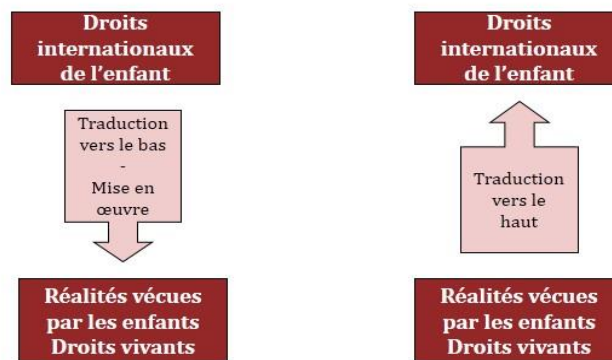 Droits
internationaux
de l'enfant
Traduction
vers le bas
-
Mise en
œuvre
Réalités vécues
par les enfants
Droits vivants
Droits
internationaux
de l'enfant
Traduction
vers le
haut
Réalités vécues
par les enfants
Droits vivants